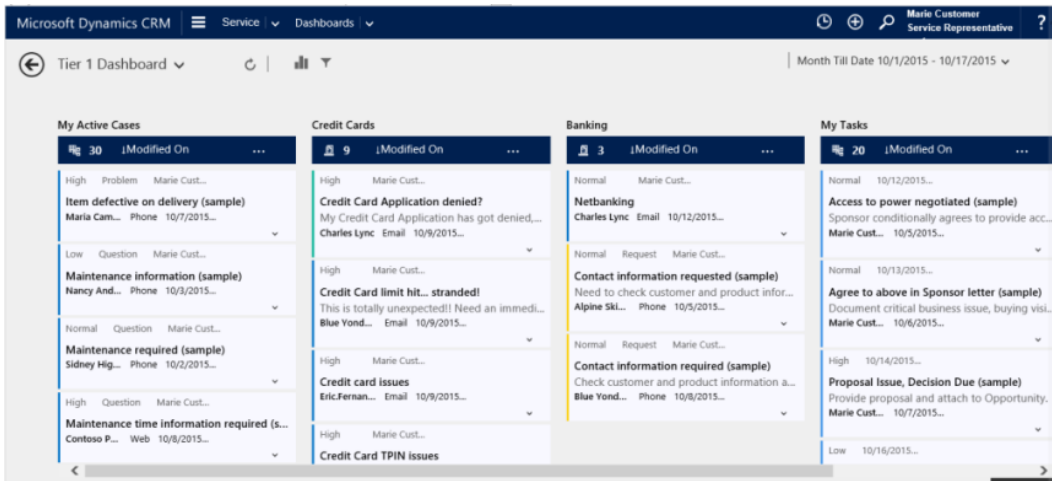 Microsoft Dynamics CRM Service Dashboards Marie Customer Service Representative ?
Tier 1 Dashboard Month Till Date 10/1/2015 - 10/17/2015
My Active Cases
30 ↓Modified On ...
High Problem Marie Cust...
Item defective on delivery (sample)
Maria Cam... Phone 10/7/2015...
Low Question Marie Cust...
Maintenance information (sample)
Nancy And... Phone 10/3/2015...
Normal Question Marie Cust...
Maintenance required (sample)
Sidney Hig... Phone 10/2/2015...
High Question Marie Cust...
Maintenance time information required (s...
Contoso P... Web 10/8/2015...
Credit Cards
9 ↓Modified On ...
High Marie Cust...
Credit Card Application denied?
My Credit Card Application has got denied,...
Charles Lync Email 10/9/2015...
High Marie Cust...
Credit Card limit hit... stranded!
This is totally unexpected!! Need an immedi...
Blue Yond... Email 10/9/2015...
High Marie Cust...
Credit card issues
Eric.Fernan... Email 10/9/2015...
High Marie Cust...
Credit Card TPIN issues
Banking
3 ↓Modified On ...
Normal Marie Cust...
Netbanking
Charles Lync Email 10/12/2015...
Normal Request Marie Cust...
Contact information requested (sample)
Need to check customer and product infor...
Alpine Ski... Phone 10/5/2015...
Normal Request Marie Cust...
Contact information required (sample)
Check customer and product information a...
Blue Yond... Phone 10/8/2015...
My Tasks
20 ↓Modified On ...
Normal 10/12/2015...
Access to power negotiated (sample)
Sponsor conditionally agrees to provide acc...
Marie Cust... 10/5/2015...
Normal 10/13/2015...
Agree to above in Sponsor letter (sample)
Document critical business issue, buying visi...
Marie Cust... 10/6/2015...
High 10/14/2015...
Proposal Issue, Decision Due (sample)
Provide proposal and attach to Opportunity.
Marie Cust... 10/7/2015...
Low 10/16/2015...